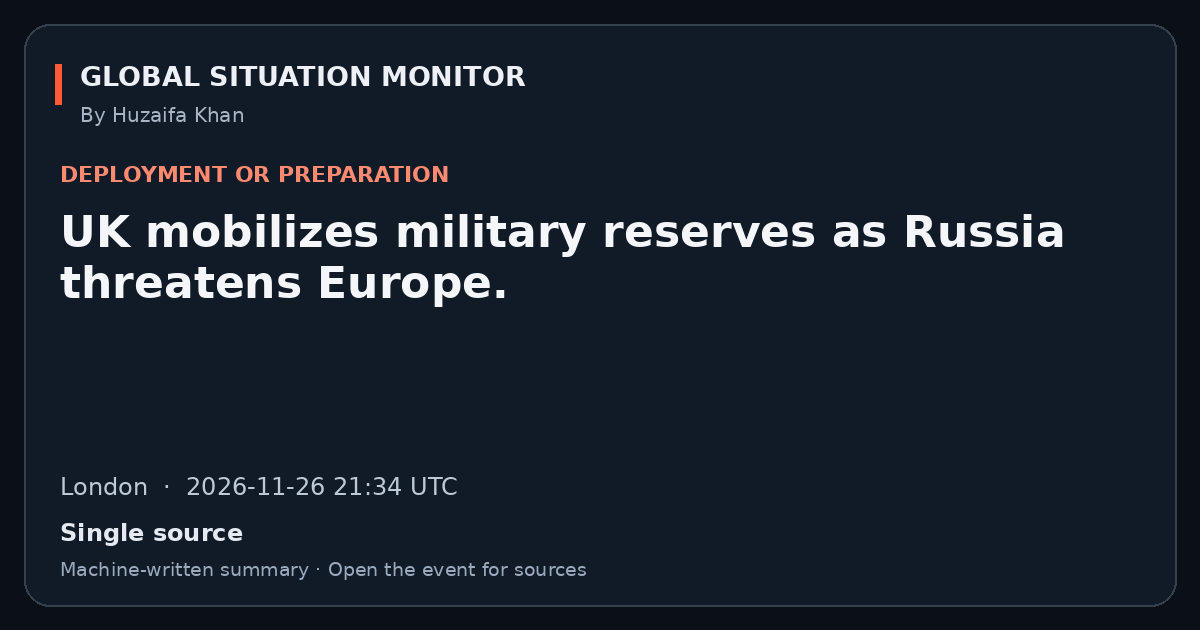 GLOBAL SITUATION MONITOR
By Huzaifa Khan
DEPLOYMENT OR PREPARATION
UK mobilizes military reserves as Russia
threatens Europe.
London · 2026-11-26 21:34 UTC
Single source
Machine-written summary · Open the event for sources